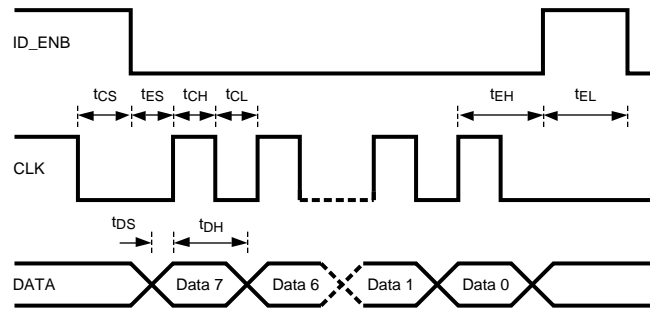 ID_ENB
tCS tES tCH tCL tEH tEL
CLK
tDS tDH
DATA Data 7 Data 6 Data 1 Data 0